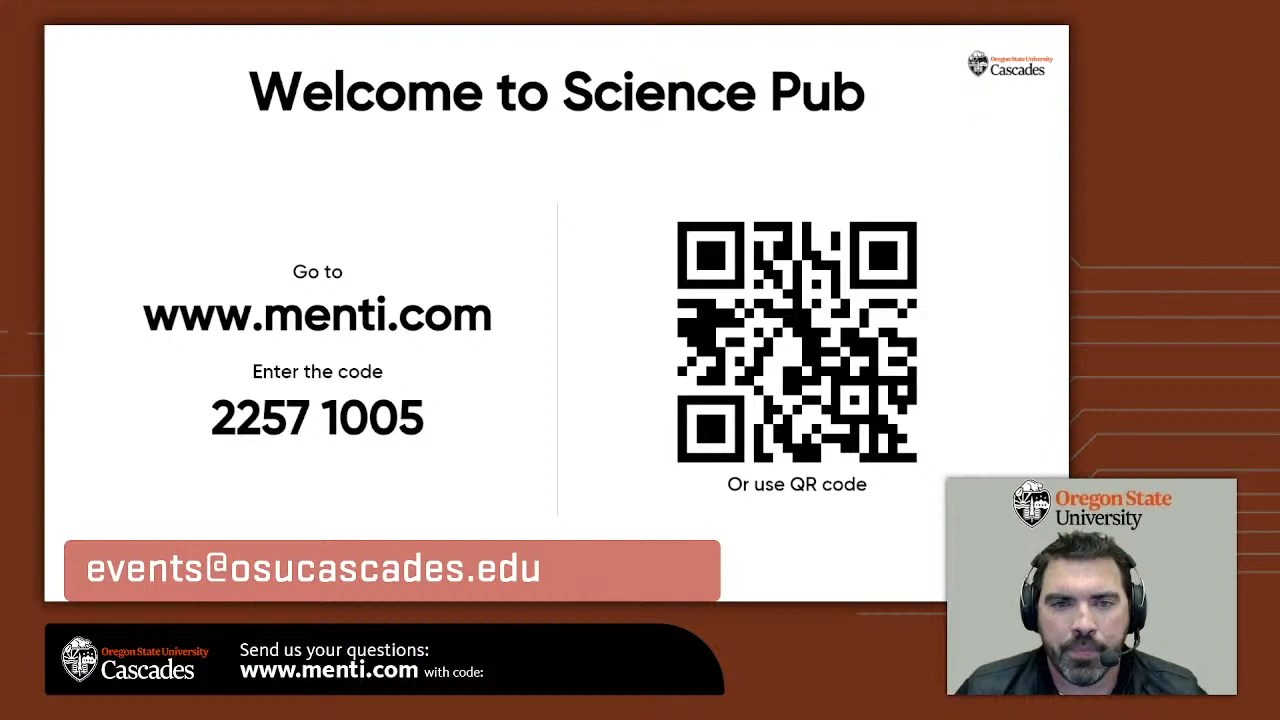 Welcome to Science Pub
Oregon State University
Cascades
Go to
www.menti.com
Enter the code
2257 1005
Or use QR code
events@osucascades.edu
Oregon State
University
Oregon State University
Cascades
Send us your questions:
www.menti.com with code: